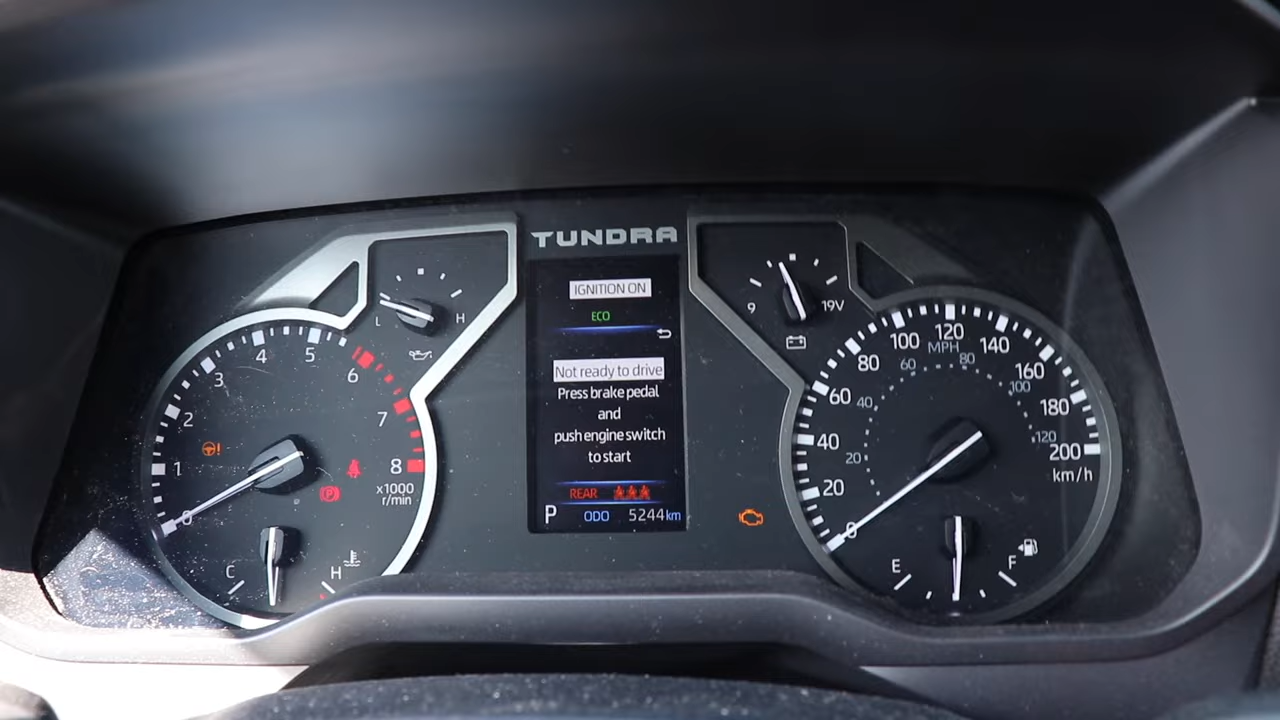 TUNDRA
IGNITION ON
ECO
Not ready to drive
Press brake pedal
and
push engine switch
to start
REAR
P ODO 5244km
L H
9 19V
0 1 2 3 4 5 6 7 8
x1000
r/min
C H
0 20 40 60 80 100 120 140 160 180 200
km/h
MPH
20 40 60 80 100 120
E F